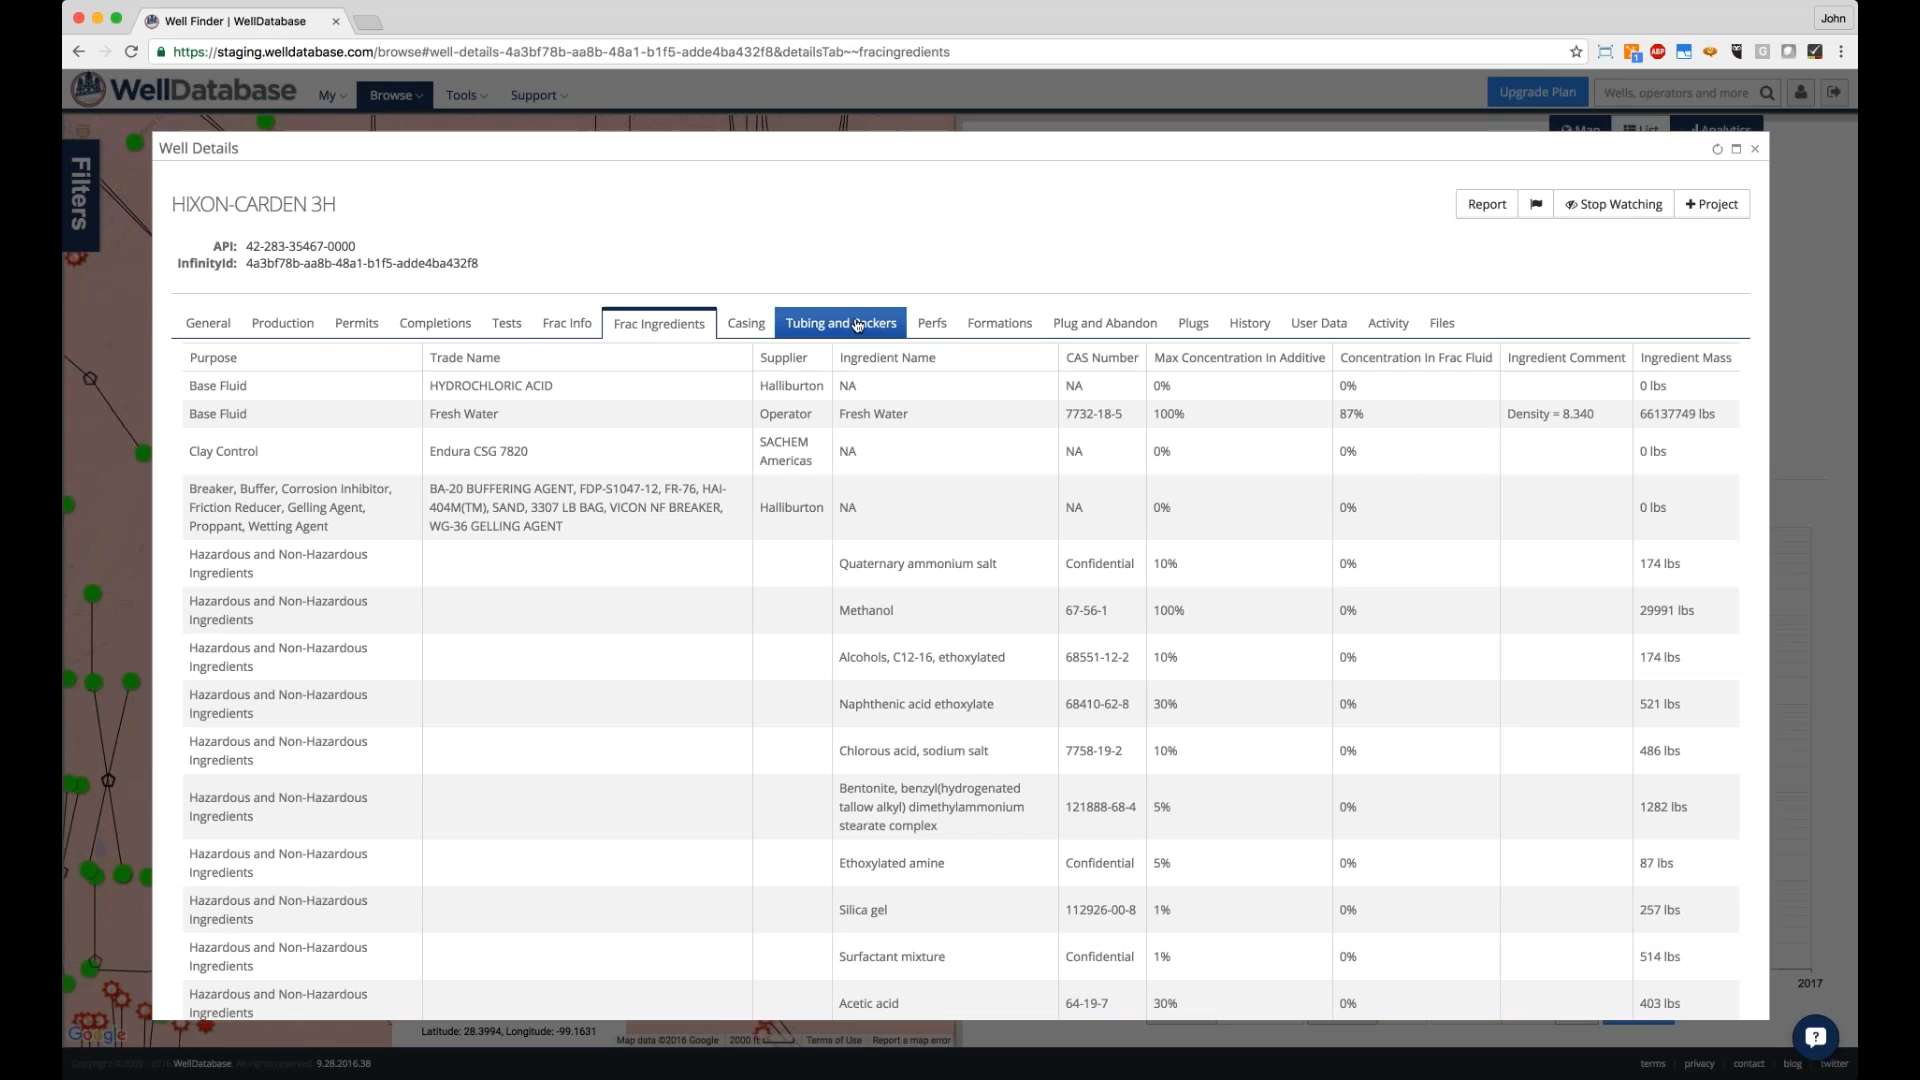 Well Finder | WellDatabase
John
https://staging.welldatabase.com/browse#well-details-4a3bf78b-aa8b-48a1-b1f5-adde4ba432f8&detailsTab~~fracingredients
WellDatabase
My
Browse
Tools
Support
Upgrade Plan
Wells, operators and more
Map
List
Analytics
Filters
Well Details
HIXON-CARDEN 3H
Report
Stop Watching
+ Project
API: 42-283-35467-0000
InfinityId: 4a3bf78b-aa8b-48a1-b1f5-adde4ba432f8
General Production Permits Completions Tests Frac Info Frac Ingredients Casing Tubing and Perfs Formations Plug and Abandon Plugs History User Data Activity Files
Purpose Trade Name Supplier Ingredient Name CAS Number Max Concentration In Additive Concentration In Frac Fluid Ingredient Comment Ingredient Mass
Base Fluid HYDROCHLORIC ACID Halliburton NA NA 0% 0% 0 lbs
Base Fluid Fresh Water Operator Fresh Water 7732-18-5 100% 87% Density = 8.340 66137749 lbs
SACHEM
Clay Control Endura CSG 7820 NA NA 0% 0% 0 lbs
Americas
Breaker, Buffer, Corrosion Inhibitor, BA-20 BUFFERING AGENT, FDP-S1047-12, FR-76, HAI-
Friction Reducer, Gelling Agent, 404M(TM), SAND, 3307 LB BAG, VICON NF BREAKER, Halliburton NA NA 0% 0% 0 lbs
Proppant, Wetting Agent WG-36 GELLING AGENT
Hazardous and Non-Hazardous
Ingredients Quaternary ammonium salt Confidential 10% 0% 174 lbs
Hazardous and Non-Hazardous
Ingredients Methanol 67-56-1 100% 0% 29991 lbs
Hazardous and Non-Hazardous
Ingredients Alcohols, C12-16, ethoxylated 68551-12-2 10% 0% 174 lbs
Hazardous and Non-Hazardous
Ingredients Naphthenic acid ethoxylate 68410-62-8 30% 0% 521 lbs
Hazardous and Non-Hazardous
Ingredients Chlorous acid, sodium salt 7758-19-2 10% 0% 486 lbs
Bentonite, benzyl(hydrogenated
Hazardous and Non-Hazardous tallow alkyl) dimethylammonium 121888-68-4 5% 0% 1282 lbs
Ingredients stearate complex
Hazardous and Non-Hazardous
Ingredients Ethoxylated amine Confidential 5% 0% 87 lbs
Hazardous and Non-Hazardous
Ingredients Silica gel 112926-00-8 1% 0% 257 lbs
Hazardous and Non-Hazardous
Ingredients Surfactant mixture Confidential 1% 0% 514 lbs
Hazardous and Non-Hazardous
Ingredients Acetic acid 64-19-7 30% 0% 403 lbs
2017
Google
Latitude: 28.3994, Longitude: -99.1631
Map data ©2016 Google 2000 ft Terms of Use Report a map error
WellDatabase 9.28.2016.38
terms privacy contact blog twitter